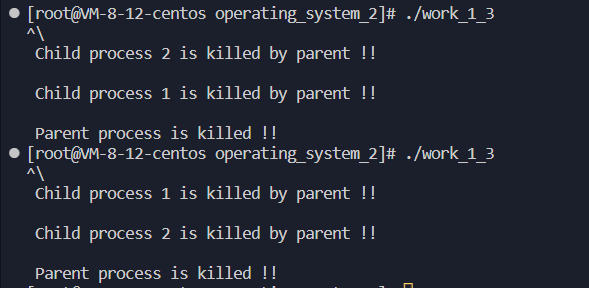 [root@VM-8-12-centos operating_system_2]# ./work_1_3
^\
Child process 2 is killed by parent !!
Child process 1 is killed by parent !!
Parent process is killed !!
[root@VM-8-12-centos operating_system_2]# ./work_1_3
^\
Child process 1 is killed by parent !!
Child process 2 is killed by parent !!
Parent process is killed !!